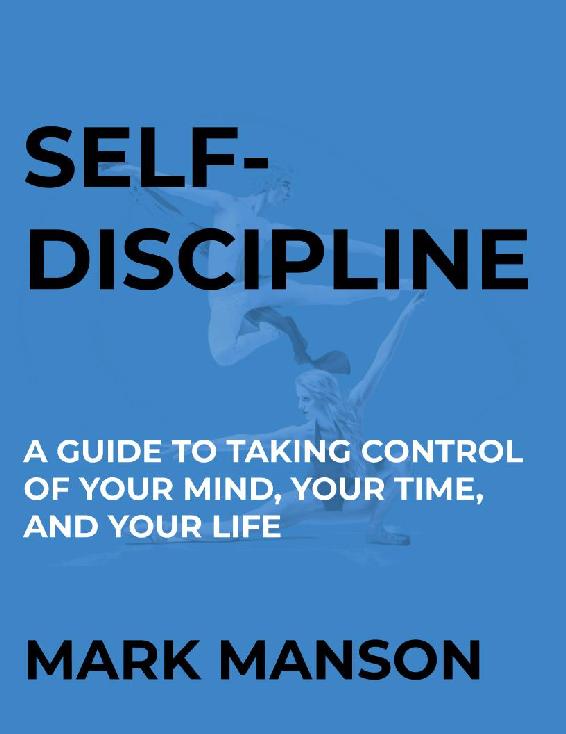 SELF-
DISCIPLINE
A GUIDE TO TAKING CONTROL
OF YOUR MIND, YOUR TIME,
AND YOUR LIFE
MARK MANSON